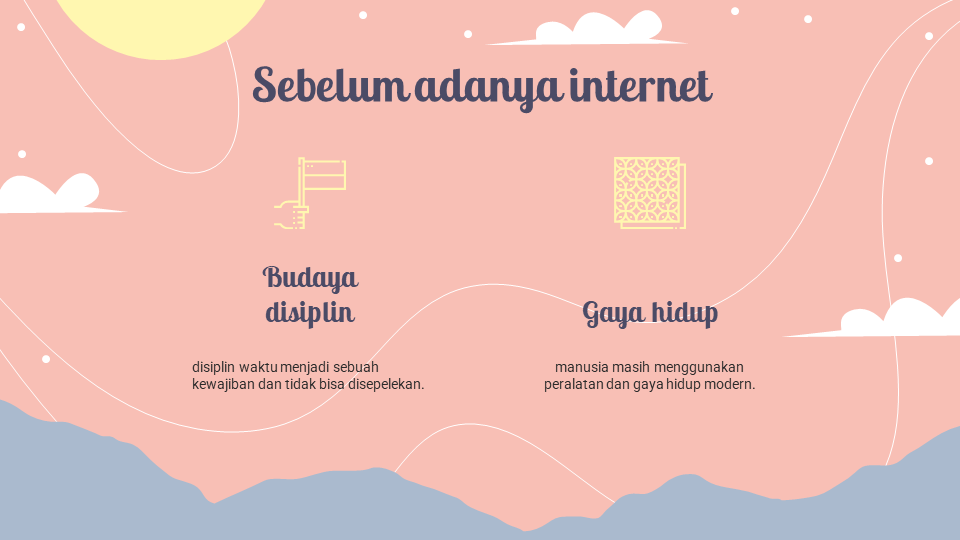 Sebelum adanya internet
Budaya
disiplin
disiplin waktu menjadi sebuah
kewajiban dan tidak bisa disepelekan.
Gaya hidup
manusia masih menggunakan
peralatan dan gaya hidup modern.